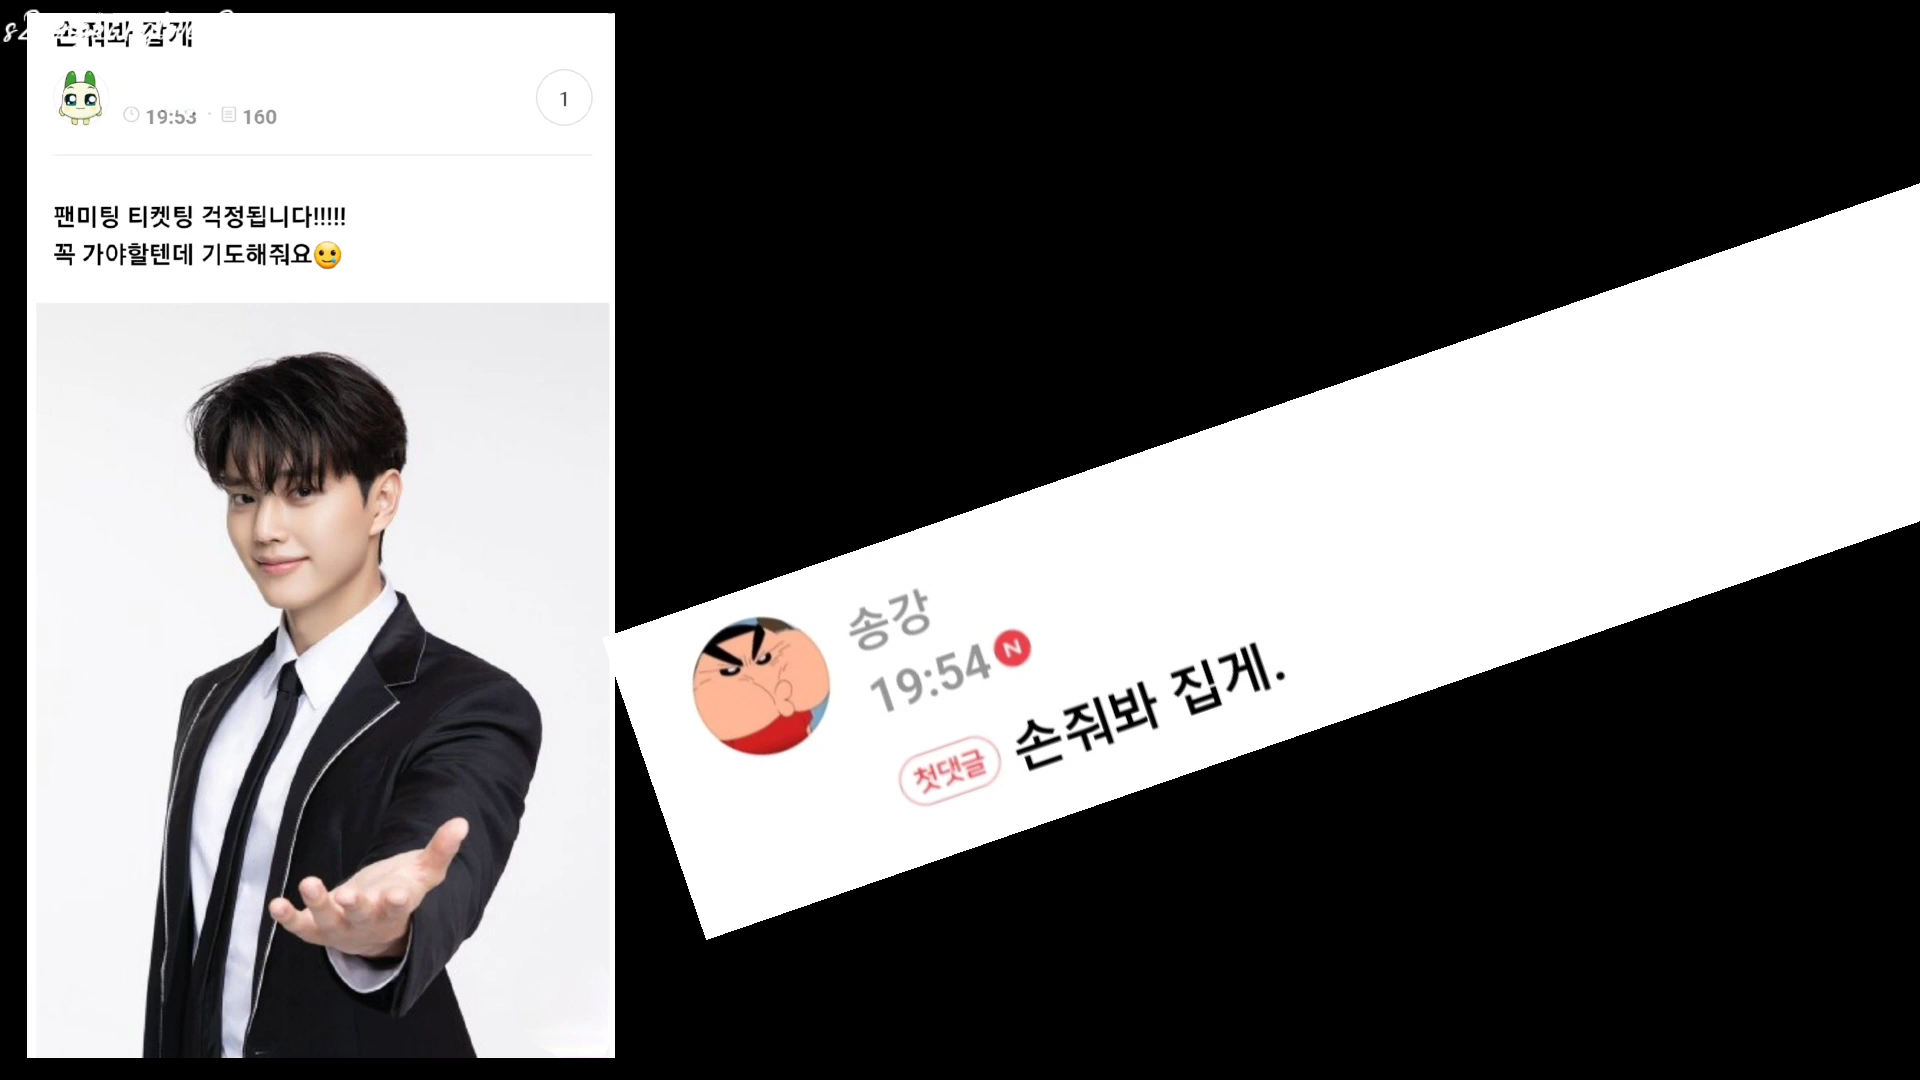 손줘봐 집게
19:53 · 160
1
팬미팅 티켓팅 걱정됩니다!!!!!
꼭 가야할텐데 기도해줘요🥲
송강
19:54 N
첫댓글 손줘봐 집게.